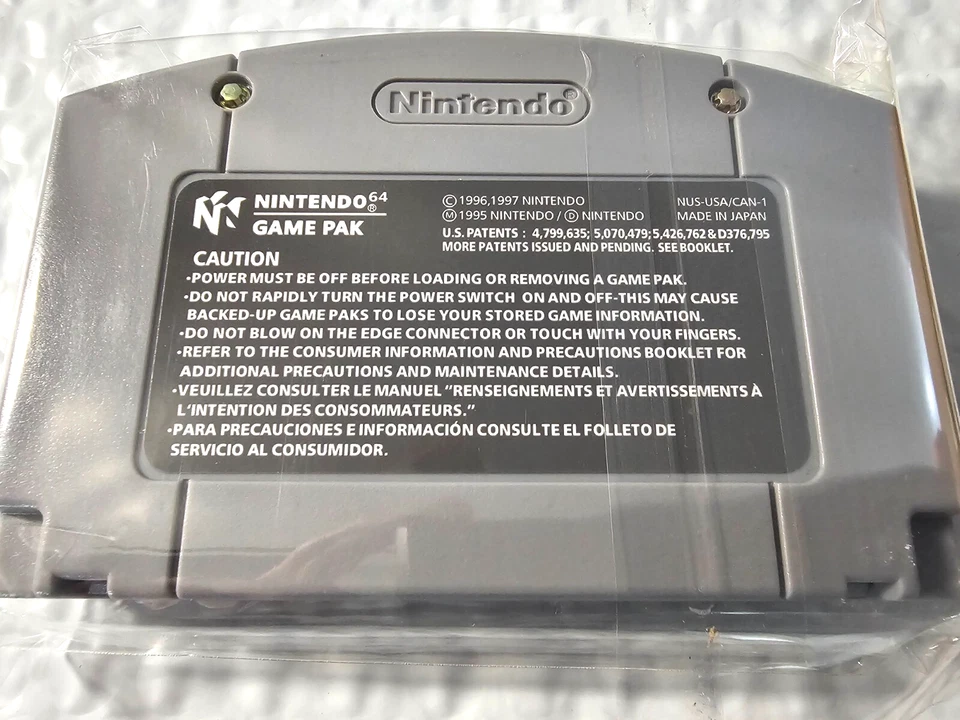 Nintendo®
NINTENDO 64 ®
GAME PAK
© 1996,1997 NINTENDO
Ⓜ 1995 NINTENDO / Ⓓ NINTENDO
NUS-USA/CAN-1
MADE IN JAPAN
U.S. PATENTS : 4,799,635; 5,070,479; 5,426,762 & D376,795
MORE PATENTS ISSUED AND PENDING. SEE BOOKLET.
CAUTION
•POWER MUST BE OFF BEFORE LOADING OR REMOVING A GAME PAK.
•DO NOT RAPIDLY TURN THE POWER SWITCH ON AND OFF-THIS MAY CAUSE
BACKED-UP GAME PAKS TO LOSE YOUR STORED GAME INFORMATION.
•DO NOT BLOW ON THE EDGE CONNECTOR OR TOUCH WITH YOUR FINGERS.
•REFER TO THE CONSUMER INFORMATION AND PRECAUTIONS BOOKLET FOR
ADDITIONAL PRECAUTIONS AND MAINTENANCE DETAILS.
•VEUILLEZ CONSULTER LE MANUEL “RENSEIGNEMENTS ET AVERTISSEMENTS À
L'INTENTION DES CONSOMMATEURS.”
•PARA PRECAUCIONES E INFORMACIÓN CONSULTE EL FOLLETO DE
SERVICIO AL CONSUMIDOR.